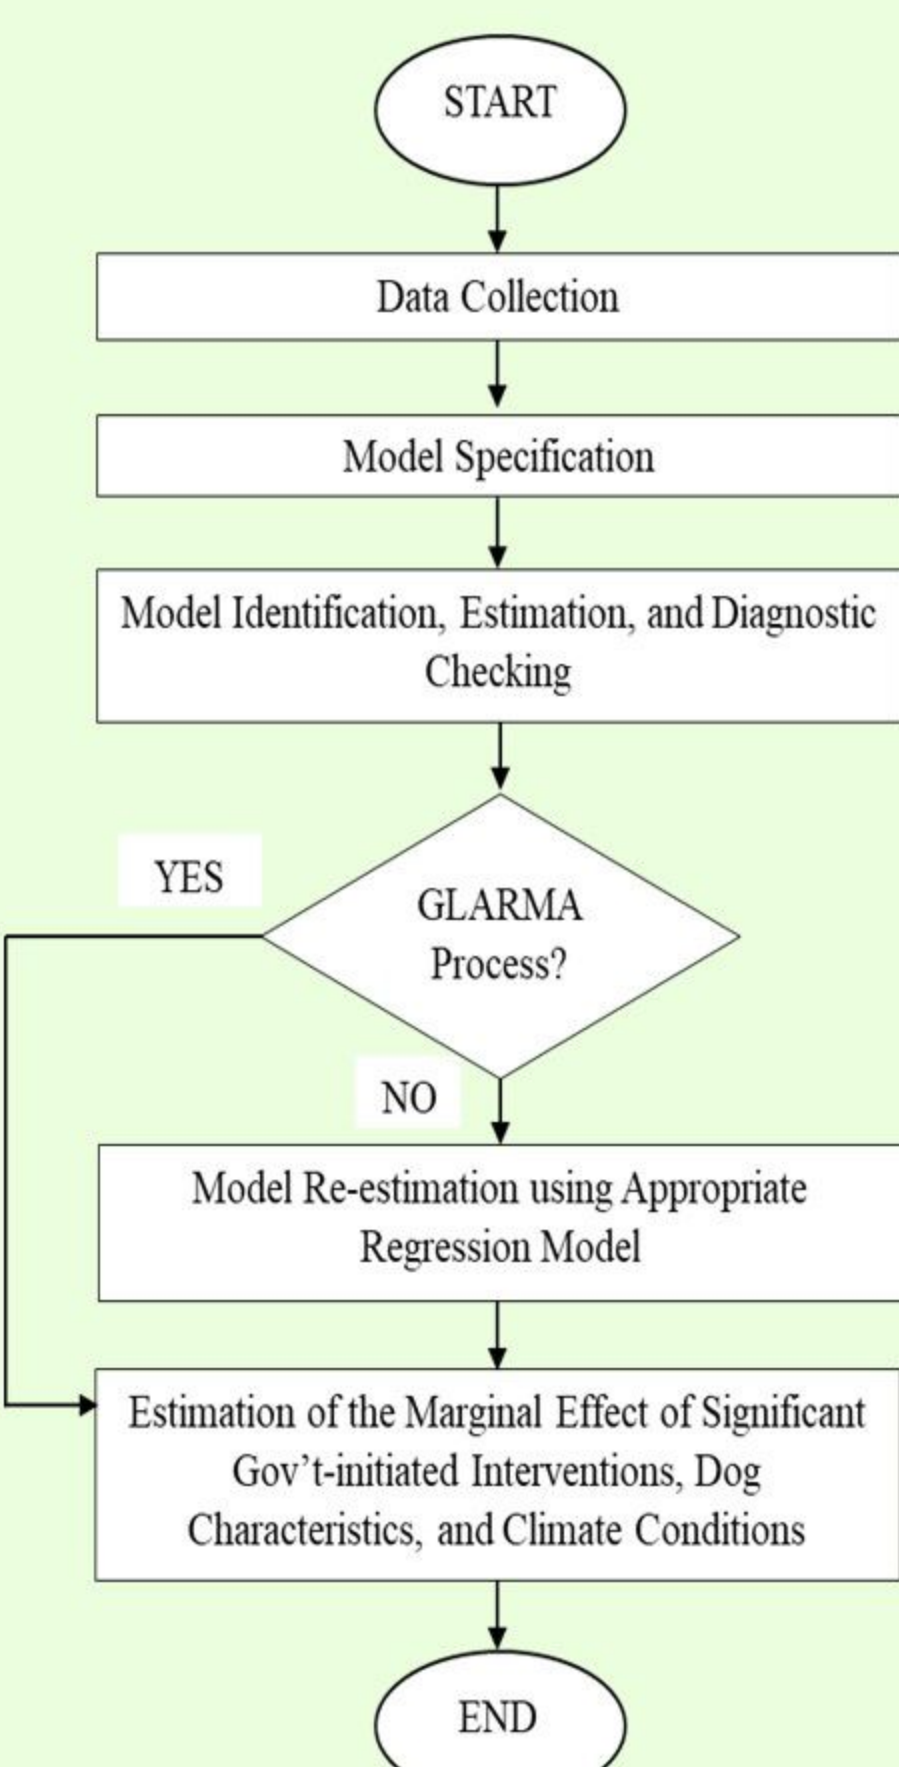 START
Data Collection
Model Specification
Model Identification, Estimation, and Diagnostic
Checking
YES
GLARMA
Process?
NO
Model Re-estimation using Appropriate
Regression Model
Estimation of the Marginal Effect of Significant
Gov't-initiated Interventions, Dog
Characteristics, and Climate Conditions
END